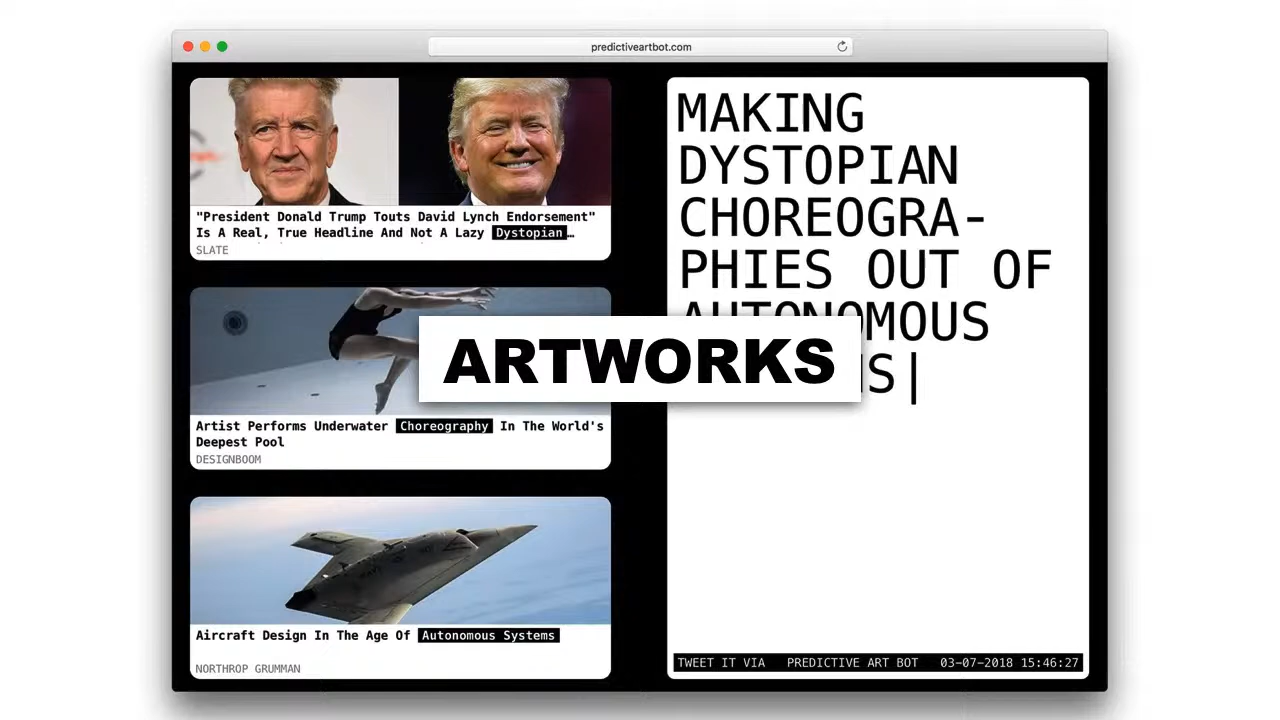 predictiveartbot.com
"President Donald Trump Touts David Lynch Endorsement"
Is A Real, True Headline And Not A Lazy Dystopian…
SLATE
Artist Performs Underwater Choreography In The World's
Deepest Pool
DESIGNBOOM
Aircraft Design In The Age Of Autonomous Systems
NORTHROP GRUMMAN
MAKING
DYSTOPIAN
CHOREOGRA-
PHIES OUT OF
AUTONOMOUS
ARTWORKS
TWEET IT VIA PREDICTIVE ART BOT 03-07-2018 15:46:27